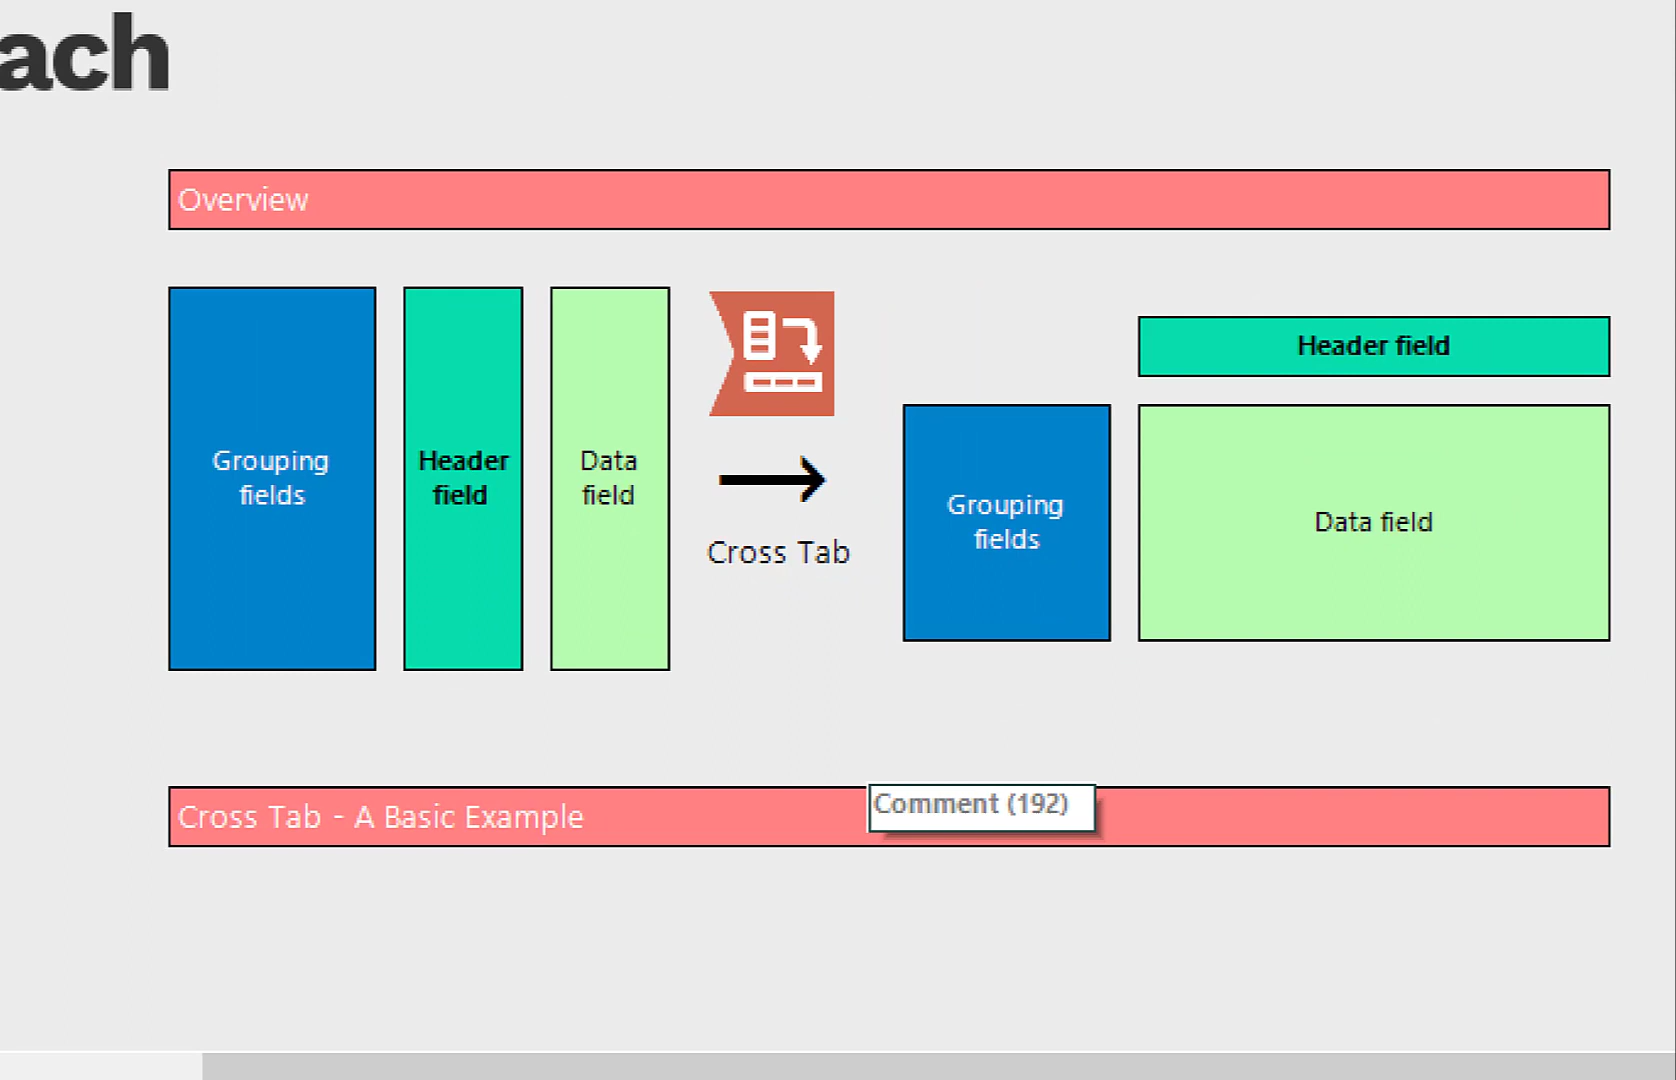 ach
Overview
Grouping
fields
Header
field
Data
field
Cross Tab
Header field
Grouping
fields
Data field
Cross Tab - A Basic Example
Comment (192)